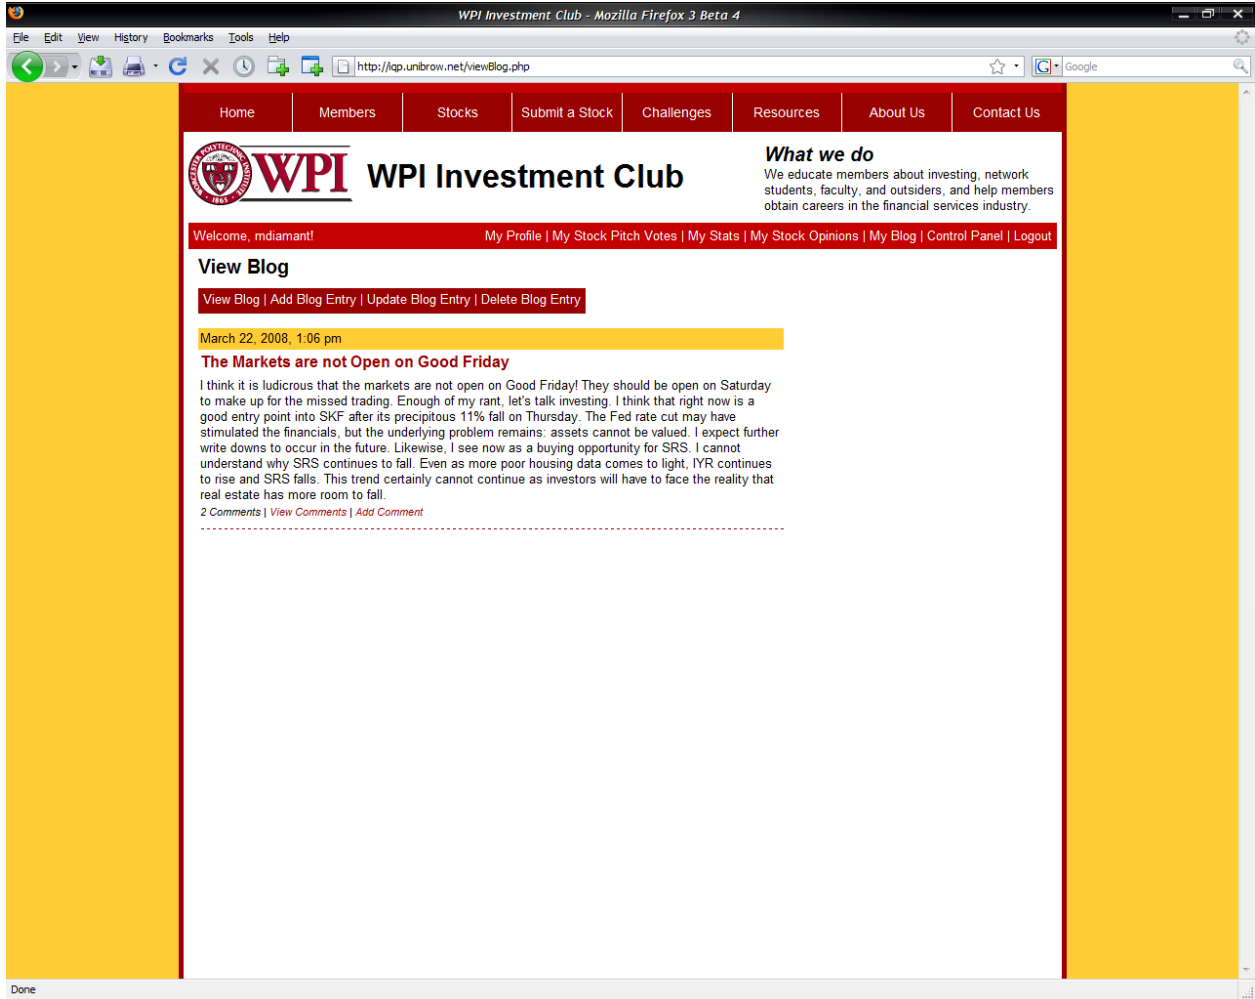 WPI Investment Club - Mozilla Firefox 3 Beta 4
File Edit View History Bookmarks Tools Help
http://iqp.unibrow.net/viewBlog.php
G Google
Home Members Stocks Submit a Stock Challenges Resources About Us Contact Us
WORCESTER POLYTECHNIC INSTITUTE
1865
WPI
WPI Investment Club
What we do
We educate members about investing, network
students, faculty, and outsiders, and help members
obtain careers in the financial services industry.
Welcome, mdiamant!
My Profile | My Stock Pitch Votes | My Stats | My Stock Opinions | My Blog | Control Panel | Logout
View Blog
View Blog | Add Blog Entry | Update Blog Entry | Delete Blog Entry
March 22, 2008, 1:06 pm
The Markets are not Open on Good Friday
I think it is ludicrous that the markets are not open on Good Friday! They should be open on Saturday
to make up for the missed trading. Enough of my rant, let's talk investing. I think that right now is a
good entry point into SKF after its precipitous 11% fall on Thursday. The Fed rate cut may have
stimulated the financials, but the underlying problem remains: assets cannot be valued. I expect further
write downs to occur in the future. Likewise, I see now as a buying opportunity for SRS. I cannot
understand why SRS continues to fall. Even as more poor housing data comes to light, IYR continues
to rise and SRS falls. This trend certainly cannot continue as investors will have to face the reality that
real estate has more room to fall.
2 Comments | View Comments | Add Comment
Done